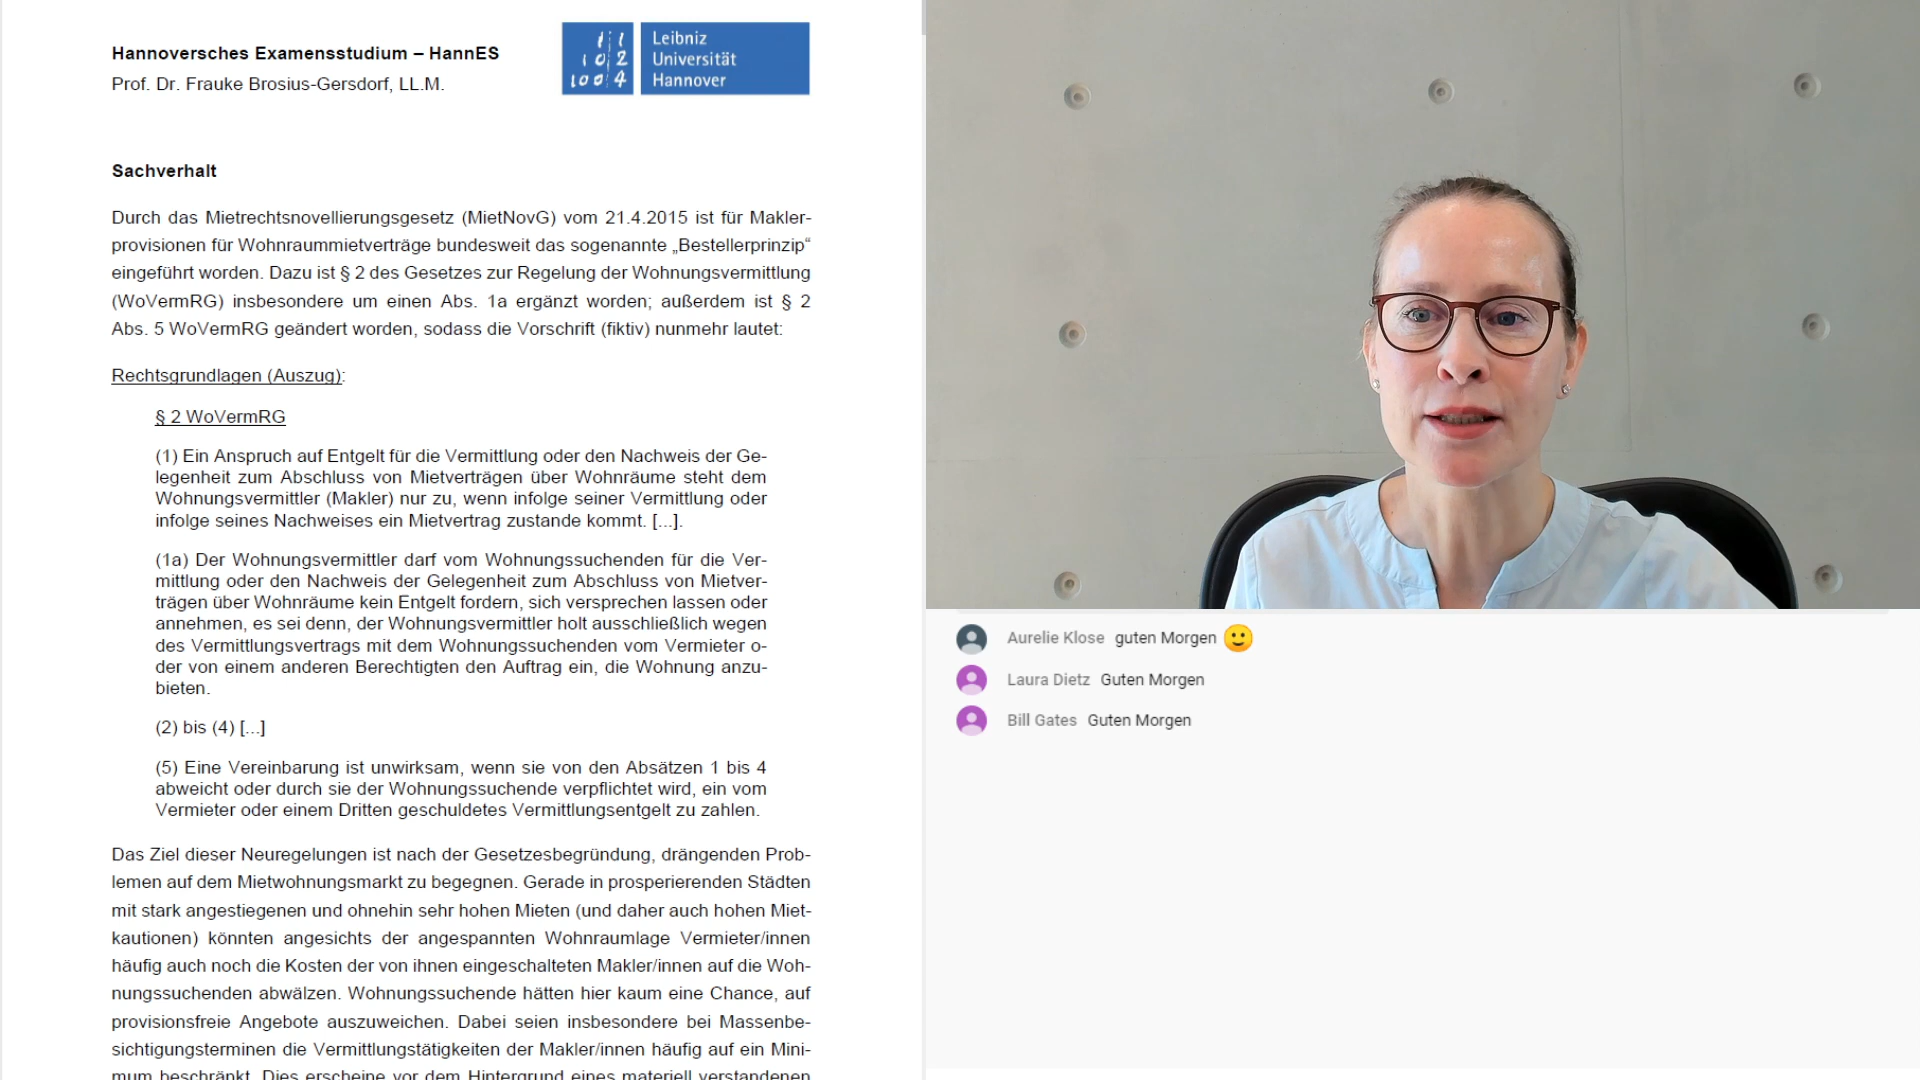 Hannoversches Examensstudium – HannES
Prof. Dr. Frauke Brosius-Gersdorf, LL.M.
Leibniz
Universität
Hannover
Sachverhalt
Durch das Mietrechtsnovellierungsgesetz (MietNovG) vom 21.4.2015 ist für Makler-
provisionen für Wohnraummietverträge bundesweit das sogenannte „Bestellerprinzip“
eingeführt worden. Dazu ist § 2 des Gesetzes zur Regelung der Wohnungsvermittlung
(WoVermRG) insbesondere um einen Abs. 1a ergänzt worden; außerdem ist § 2
Abs. 5 WoVermRG geändert worden, sodass die Vorschrift (fiktiv) nunmehr lautet:
Rechtsgrundlagen (Auszug):
§ 2 WoVermRG
(1) Ein Anspruch auf Entgelt für die Vermittlung oder den Nachweis der Ge-
legenheit zum Abschluss von Mietverträgen über Wohnräume steht dem
Wohnungsvermittler (Makler) nur zu, wenn infolge seiner Vermittlung oder
infolge seines Nachweises ein Mietvertrag zustande kommt. [...].
(1a) Der Wohnungsvermittler darf vom Wohnungssuchenden für die Ver-
mittlung oder den Nachweis der Gelegenheit zum Abschluss von Mietver-
trägen über Wohnräume kein Entgelt fordern, sich versprechen lassen oder
annehmen, es sei denn, der Wohnungsvermittler holt ausschließlich wegen
des Vermittlungsvertrags mit dem Wohnungssuchenden vom Vermieter o-
der von einem anderen Berechtigten den Auftrag ein, die Wohnung anzu-
bieten.
(2) bis (4) [...]
(5) Eine Vereinbarung ist unwirksam, wenn sie von den Absätzen 1 bis 4
abweicht oder durch sie der Wohnungssuchende verpflichtet wird, ein vom
Vermieter oder einem Dritten geschuldetes Vermittlungsentgelt zu zahlen.
Das Ziel dieser Neuregelungen ist nach der Gesetzesbegründung, drängenden Prob-
lemen auf dem Mietwohnungsmarkt zu begegnen. Gerade in prosperierenden Städten
mit stark angestiegenen und ohnehin sehr hohen Mieten (und daher auch hohen Miet-
kautionen) könnten angesichts der angespannten Wohnraumlage Vermieter/innen
häufig auch noch die Kosten der von ihnen eingeschalteten Makler/innen auf die Woh-
nungssuchenden abwälzen. Wohnungssuchende hätten hier kaum eine Chance, auf
provisionsfreie Angebote auszuweichen. Dabei seien insbesondere bei Massenbe-
sichtigungsterminen die Vermittlungstätigkeiten der Makler/innen häufig auf ein Mini-
mum beschränkt. Dies erscheine vor dem Hintergrund eines materiell verstandenen
Aurelie Klose guten Morgen 🙂
Laura Dietz Guten Morgen
Bill Gates Guten Morgen